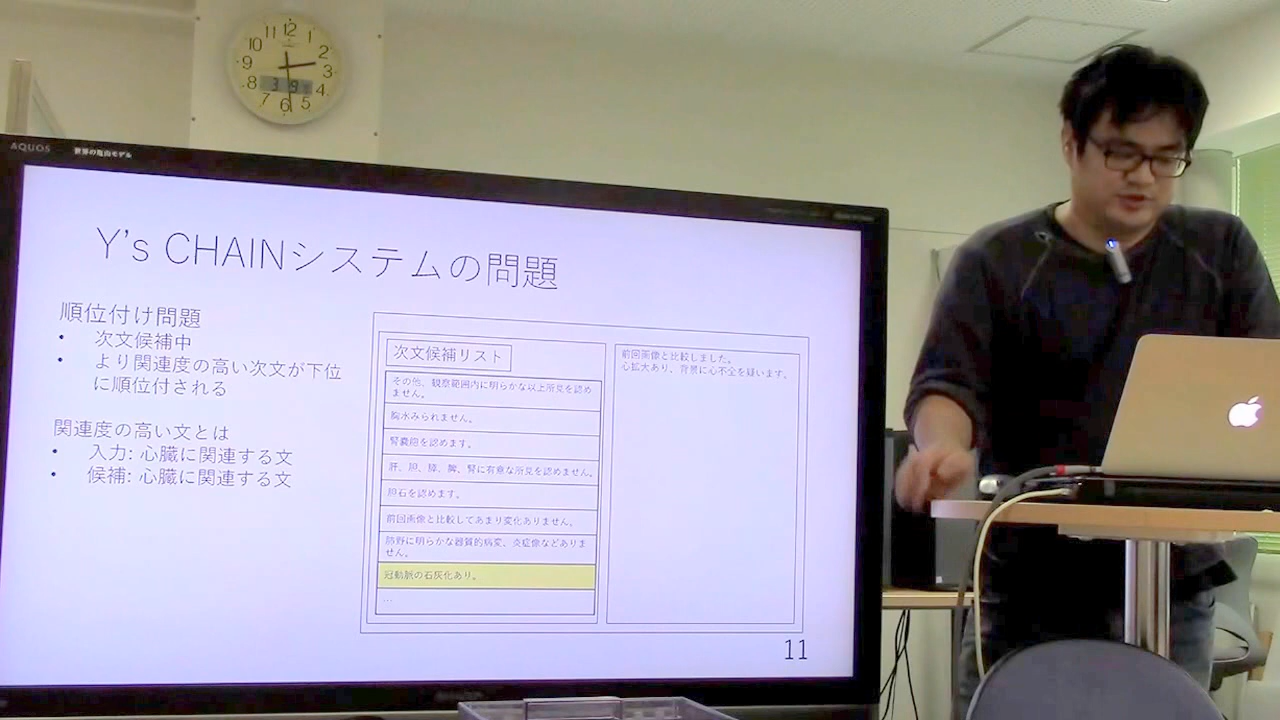 12
11
1
10
2
9
3
8
4
7
5
6
AQUOS
世界の亀山モデル
Y's CHAINシステムの問題
順位付け問題
• 次文候補中
• より関連度の高い次文が下位
に順位付される
関連度の高い文とは
• 入力: 心臓に関連する文
• 候補: 心臓に関連する文
次文候補リスト
その他、観察範囲内に明らかな以上所見を認め
ません。
胸水みられません。
腎嚢胞を認めます。
肝、胆、膵、脾、腎に有意な所見を認めません。
胆石を認めます。
前回画像と比較してあまり変化ありません。
肺野に明らかな器質的病変、炎症像などありま
せん。
冠動脈の石灰化あり。
...
前回画像と比較しました。
心拡大あり、背景に心不全を疑います。
11